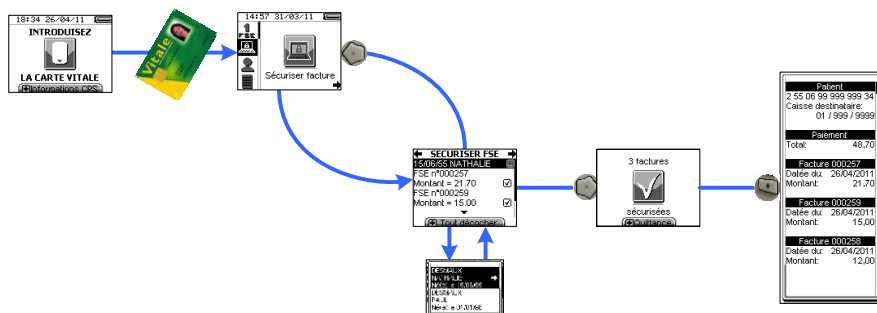 18:34 26/04/11
INTRODUISEZ
LA CARTE VITALE
Informations CPS
Vitale
14:57 31/03/11
1
FSE
Sécuriser facture
SECURISER FSE
15/06/55 NATHALIE
FSE n°000257
Montant = 21.70
FSE n°000259
Montant = 15.00
Tout décocher
DESMAUX
NATHALIE
DESMAUX
PAUL
3 factures
sécurisées
Quittance
Patient
2 55 06 99 999 999 34
Caisse destinataire:
01 / 999 / 9999
Paiement
Total: 48,70
Facture 000257
Datée du: 26/04/2011
Montant: 21,70
Facture 000259
Datée du: 26/04/2011
Montant: 15,00
Facture 000258
Datée du: 26/04/2011
Montant: 12,00